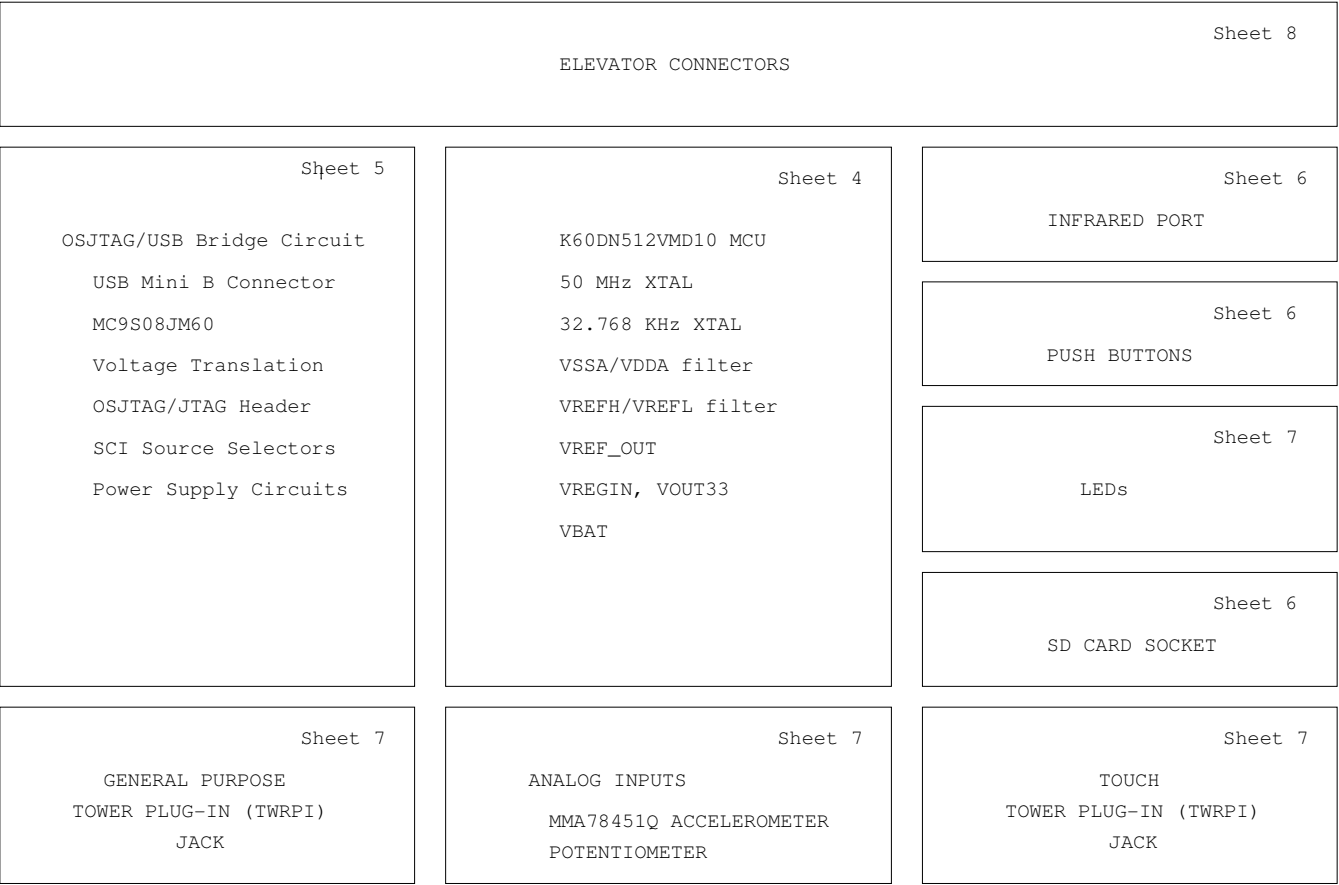 Sheet 8
ELEVATOR CONNECTORS
Sheet 5
OSJTAG/USB Bridge Circuit
USB Mini B Connector
MC9S08JM60
Voltage Translation
OSJTAG/JTAG Header
SCI Source Selectors
Power Supply Circuits
Sheet 4
K60DN512VMD10 MCU
50 MHz XTAL
32.768 KHz XTAL
VSSA/VDDA filter
VREFH/VREFL filter
VREF_OUT
VREGIN, VOUT33
VBAT
Sheet 6
INFRARED PORT
Sheet 6
PUSH BUTTONS
Sheet 7
LEDs
Sheet 6
SD CARD SOCKET
Sheet 7
GENERAL PURPOSE
TOWER PLUG-IN (TWRPI)
JACK
Sheet 7
ANALOG INPUTS
MMA78451Q ACCELEROMETER
POTENTIOMETER
Sheet 7
TOUCH
TOWER PLUG-IN (TWRPI)
JACK